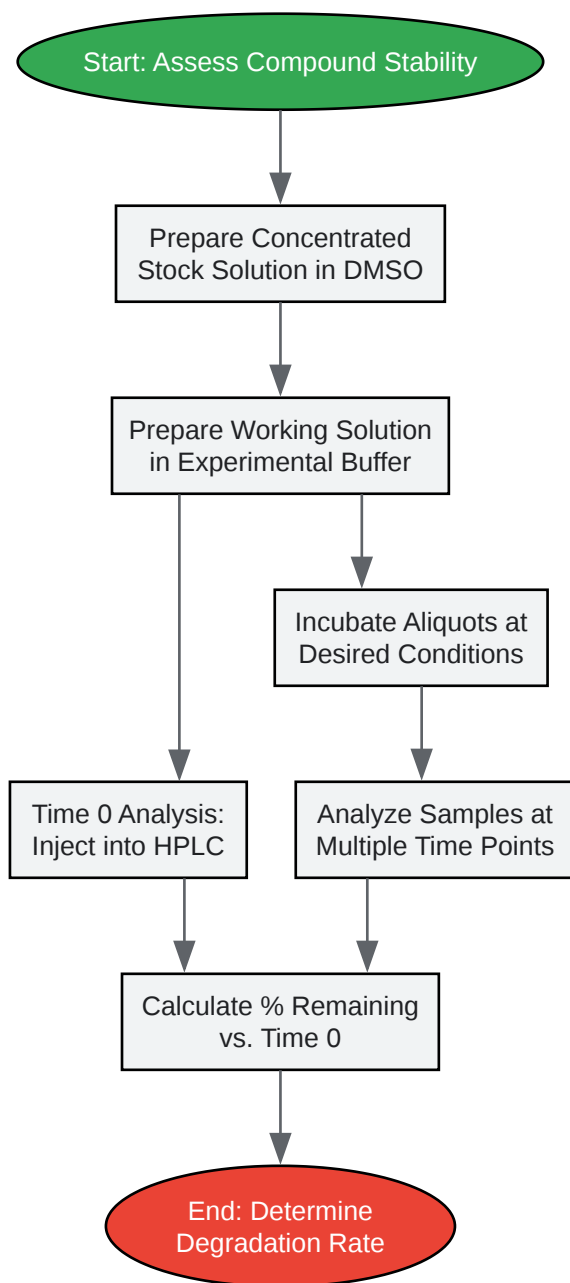 Start: Assess Compound Stability
Prepare Concentrated
Stock Solution in DMSO
Prepare Working Solution
in Experimental Buffer
Incubate Aliquots at
Desired Conditions
Time 0 Analysis:
Inject into HPLC
Analyze Samples at
Multiple Time Points
Calculate % Remaining
vs. Time 0
End: Determine
Degradation Rate